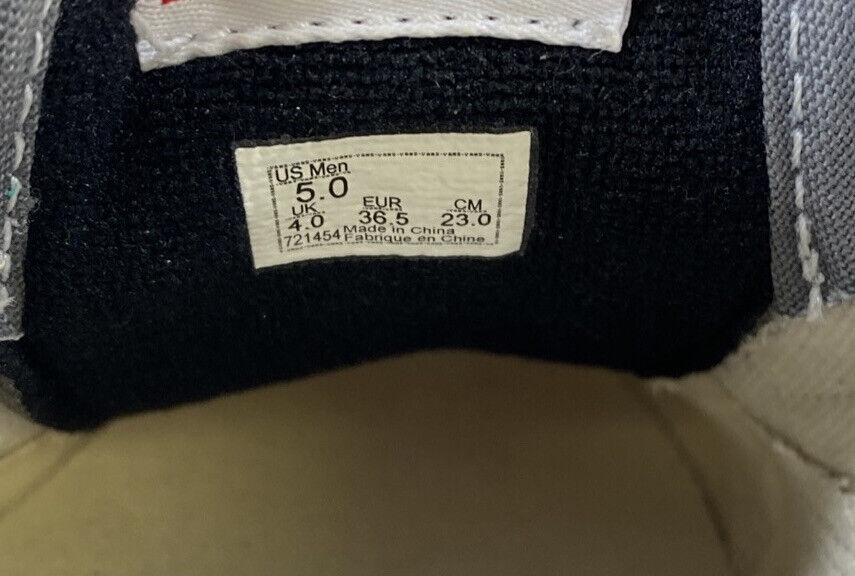 US Men
5.0
UK EUR CM
4.0 36.5 23.0
721454 Made in China
Fabrique en Chine